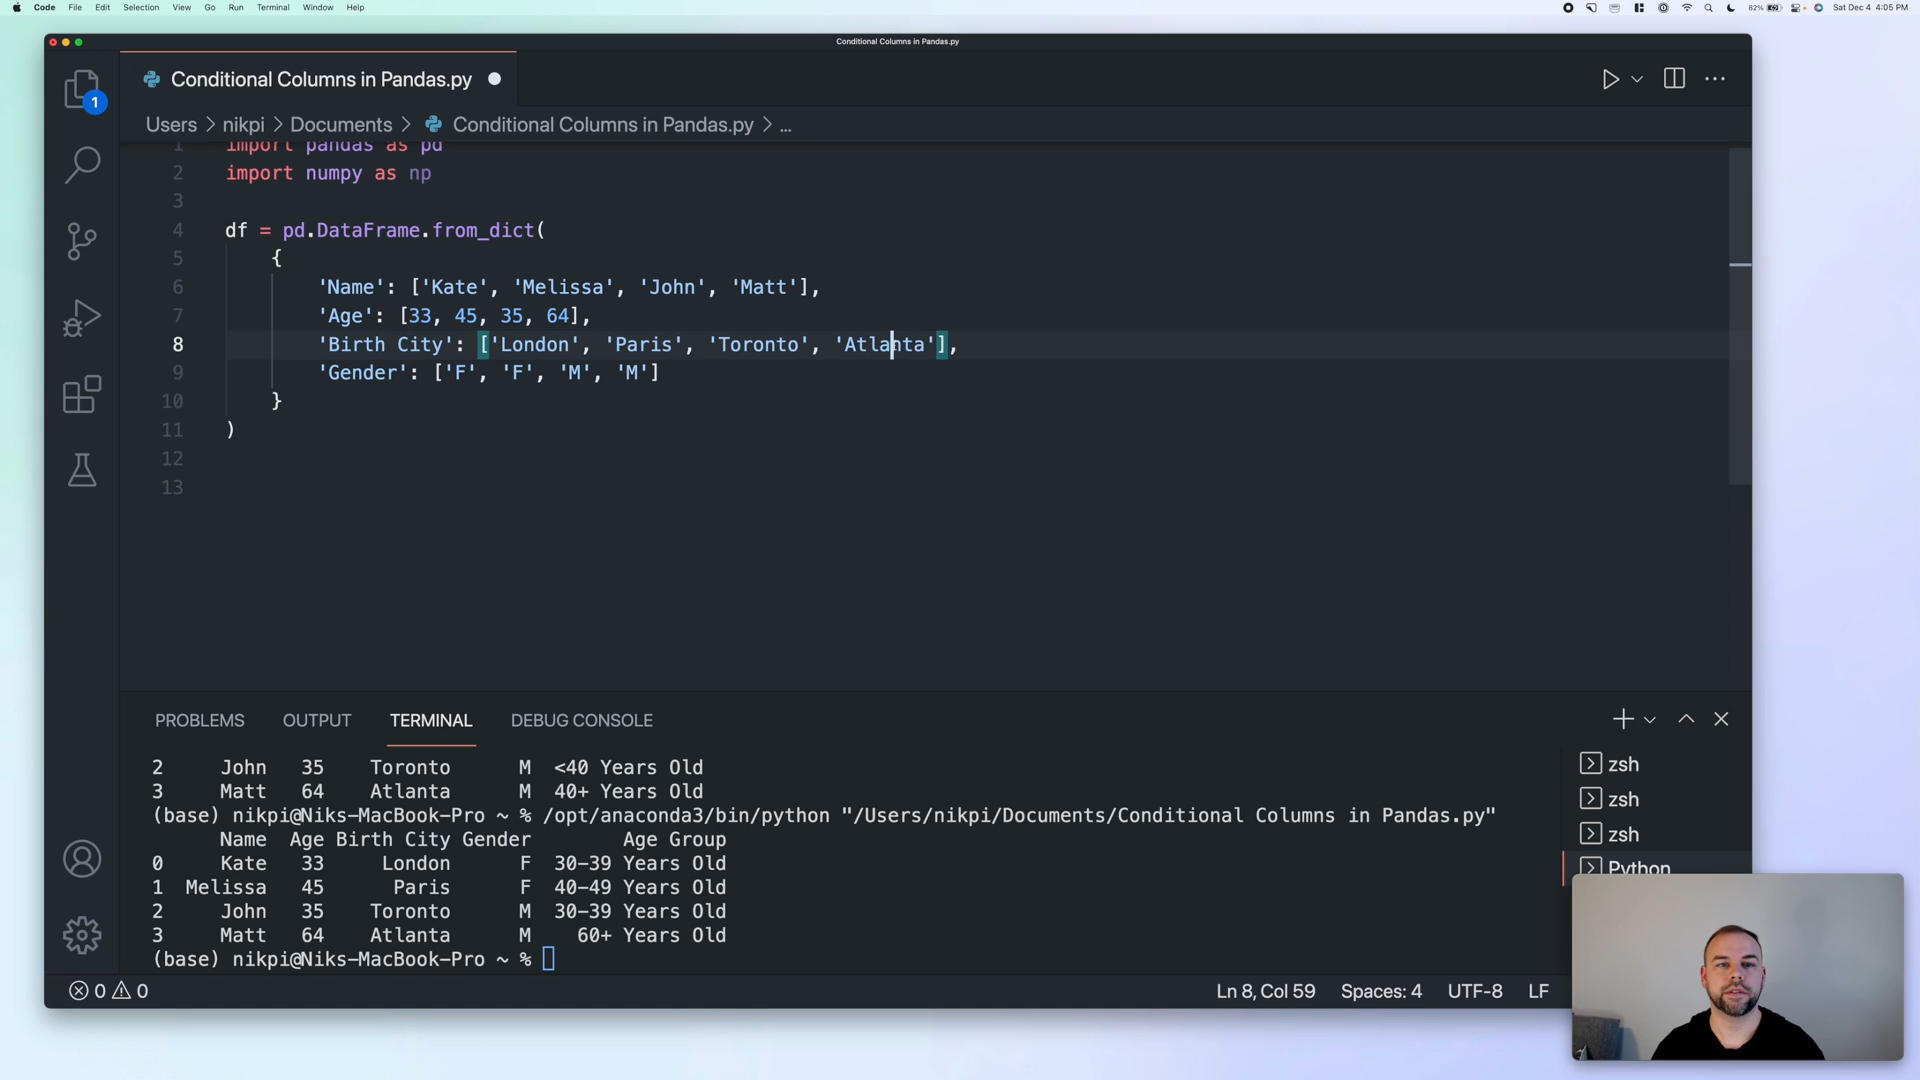 Code File Edit Selection View Go Run Terminal Window Help
82% Sat Dec 4 4:05 PM
Conditional Columns in Pandas.py
Conditional Columns in Pandas.py
Users > nikpi > Documents > Conditional Columns in Pandas.py > ...
1 import pandas as pd
2 import numpy as np
3
4 df = pd.DataFrame.from_dict(
5 {
6 'Name': ['Kate', 'Melissa', 'John', 'Matt'],
7 'Age': [33, 45, 35, 64],
8 'Birth City': ['London', 'Paris', 'Toronto', 'Atlanta'],
9 'Gender': ['F', 'F', 'M', 'M']
10 }
11 )
12
13
1
PROBLEMS OUTPUT TERMINAL DEBUG CONSOLE
2 John 35 Toronto M <40 Years Old
3 Matt 64 Atlanta M 40+ Years Old
(base) nikpi@Niks-MacBook-Pro ~ % /opt/anaconda3/bin/python "/Users/nikpi/Documents/Conditional Columns in Pandas.py"
Name Age Birth City Gender Age Group
0 Kate 33 London F 30-39 Years Old
1 Melissa 45 Paris F 40-49 Years Old
2 John 35 Toronto M 30-39 Years Old
3 Matt 64 Atlanta M 60+ Years Old
(base) nikpi@Niks-MacBook-Pro ~ %
zsh
zsh
zsh
Python
0 0 Ln 8, Col 59 Spaces: 4 UTF-8 LF